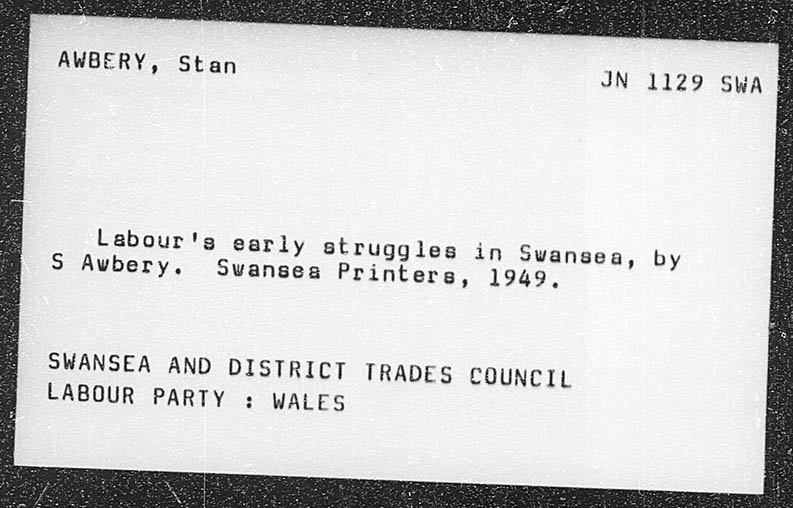 AWBERY, Stan
JN 1129 SWA
Labour's early struggles in Swansea, by
S Awbery. Swansea Printers, 1949.
SWANSEA AND DISTRICT TRADES COUNCIL
LABOUR PARTY : WALES